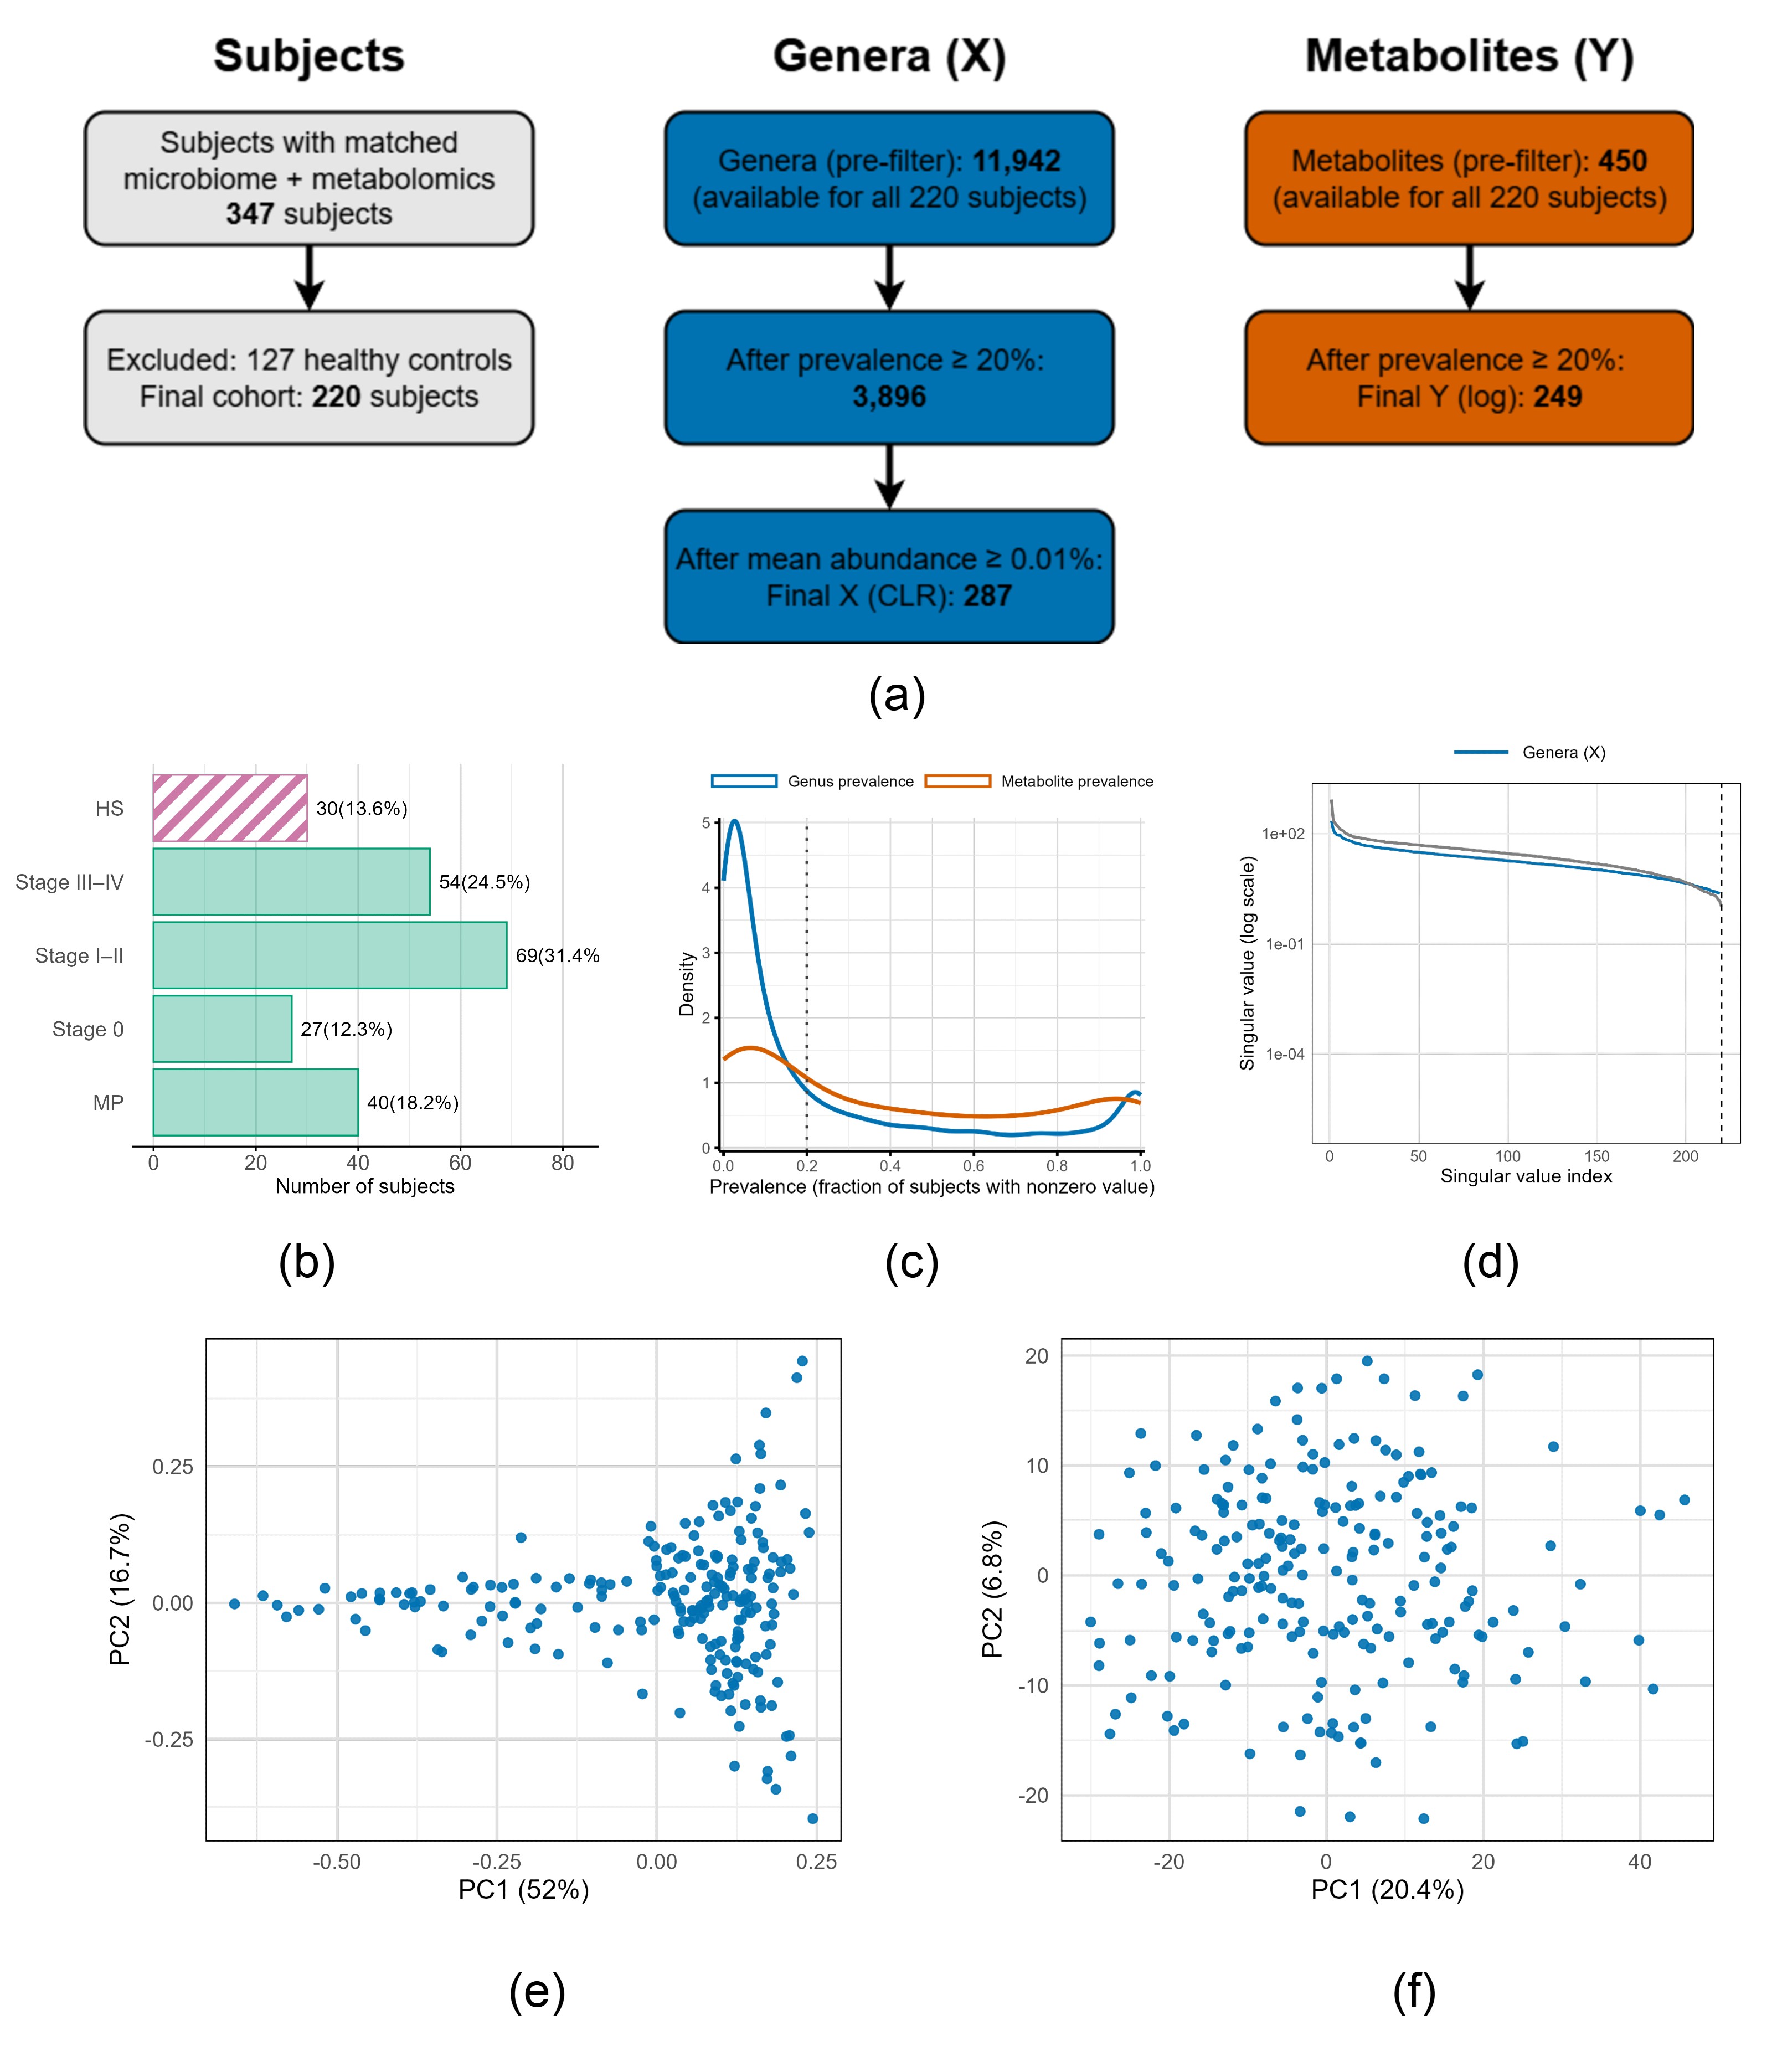 Subjects
Genera (X)
Metabolites (Y)
Subjects with matched
microbiome + metabolomics
347 subjects
Genera (pre-filter): 11,942
(available for all 220 subjects)
Metabolites (pre-filter): 450
(available for all 220 subjects)
Excluded: 127 healthy controls
Final cohort: 220 subjects
After prevalence ≥ 20%:
3,896
After prevalence ≥ 20%:
Final Y (log): 249
After mean abundance ≥ 0.01%:
Final X (CLR): 287
(a)
HS
30(13.6%)
Stage III–IV
54(24.5%)
Stage I–II
69(31.4%
Stage 0
27(12.3%)
MP
40(18.2%)
0 20 40 60 80
Number of subjects
(b)
Genus prevalence Metabolite prevalence
5
4
3
2
1
0
Density
0.0 0.2 0.4 0.6 0.8 1.0
Prevalence (fraction of subjects with nonzero value)
(c)
Genera (X)
1e+02
1e-01
1e-04
Singular value (log scale)
0 50 100 150 200
Singular value index
(d)
0.25
0.00
-0.25
PC2 (16.7%)
-0.50 -0.25 0.00 0.25
PC1 (52%)
(e)
20
10
0
-10
-20
PC2 (6.8%)
-20 0 20 40
PC1 (20.4%)
(f)